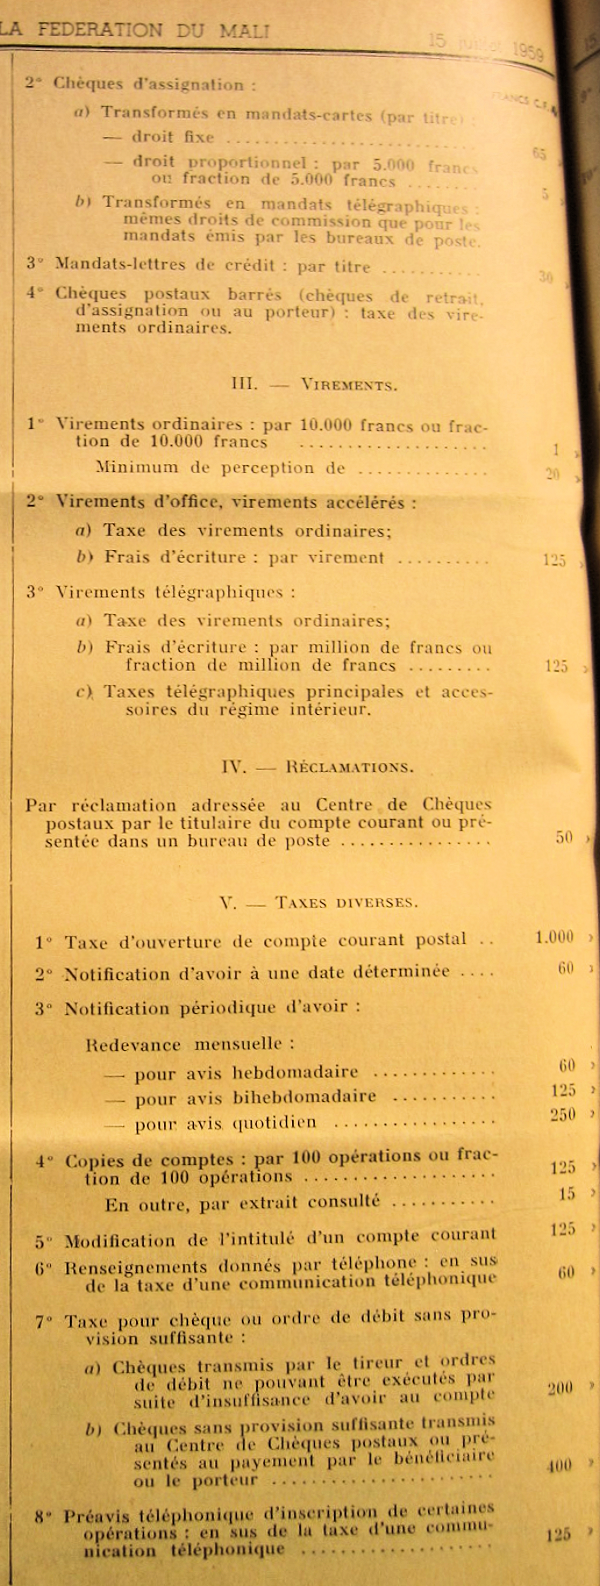 LA FEDERATION DU MALI
15 juillet 1959
FRANCS C.F.A.
2° Chèques d'assignation :
a) Transformés en mandats-cartes (par titre) :
— droit fixe .................... 65 »
— droit proportionnel : par 5.000 francs
ou fraction de 5.000 francs ........ 5 »
b) Transformés en mandats télégraphiques :
mêmes droits de commission que pour les
mandats émis par les bureaux de poste.
3° Mandats-lettres de crédit : par titre ........... 30 »
4° Chèques postaux barrés (chèques de retrait,
d'assignation ou au porteur) : taxe des vire-
ments ordinaires.
III. — VIREMENTS.
1° Virements ordinaires : par 10.000 francs ou frac-
tion de 10.000 francs .................... 1 »
Minimum de perception de .............. 20 »
2° Virements d'office, virements accélérés :
a) Taxe des virements ordinaires;
b) Frais d'écriture : par virement .......... 125 »
3° Virements télégraphiques :
a) Taxe des virements ordinaires;
b) Frais d'écriture : par million de francs ou
fraction de million de francs ......... 125 »
c) Taxes télégraphiques principales et acces-
soires du régime intérieur.
IV. — RÉCLAMATIONS.
Par réclamation adressée au Centre de Chèques
postaux par le titulaire du compte courant ou pré-
sentée dans un bureau de poste ................ 50 »
V. — TAXES DIVERSES.
1° Taxe d'ouverture de compte courant postal .. 1.000 »
2° Notification d'avoir à une date déterminée .... 60 »
3° Notification périodique d'avoir :
Redevance mensuelle :
— pour avis hebdomadaire ............. 60 »
— pour avis bihebdomadaire ........... 125 »
— pour avis quotidien ................. 250 »
4° Copies de comptes : par 100 opérations ou frac-
tion de 100 opérations .................... 125 »
En outre, par extrait consulté ........... 15 »
5° Modification de l'intitulé d'un compte courant 125 »
6° Renseignements donnés par téléphone : en sus
de la taxe d'une communication téléphonique 60 »
7° Taxe pour chèque ou ordre de débit sans pro-
vision suffisante :
a) Chèques transmis par le tireur et ordres
de débit ne pouvant être exécutés par
suite d'insuffisance d'avoir au compte 200 »
b) Chèques sans provision suffisante transmis
au Centre de Chèques postaux ou pré-
sentés au payement par le bénéficiaire
ou le porteur ....................... 400 »
8° Préavis téléphonique d'inscription de certaines
opérations : en sus de la taxe d'une commu-
nication téléphonique .................... 125 »